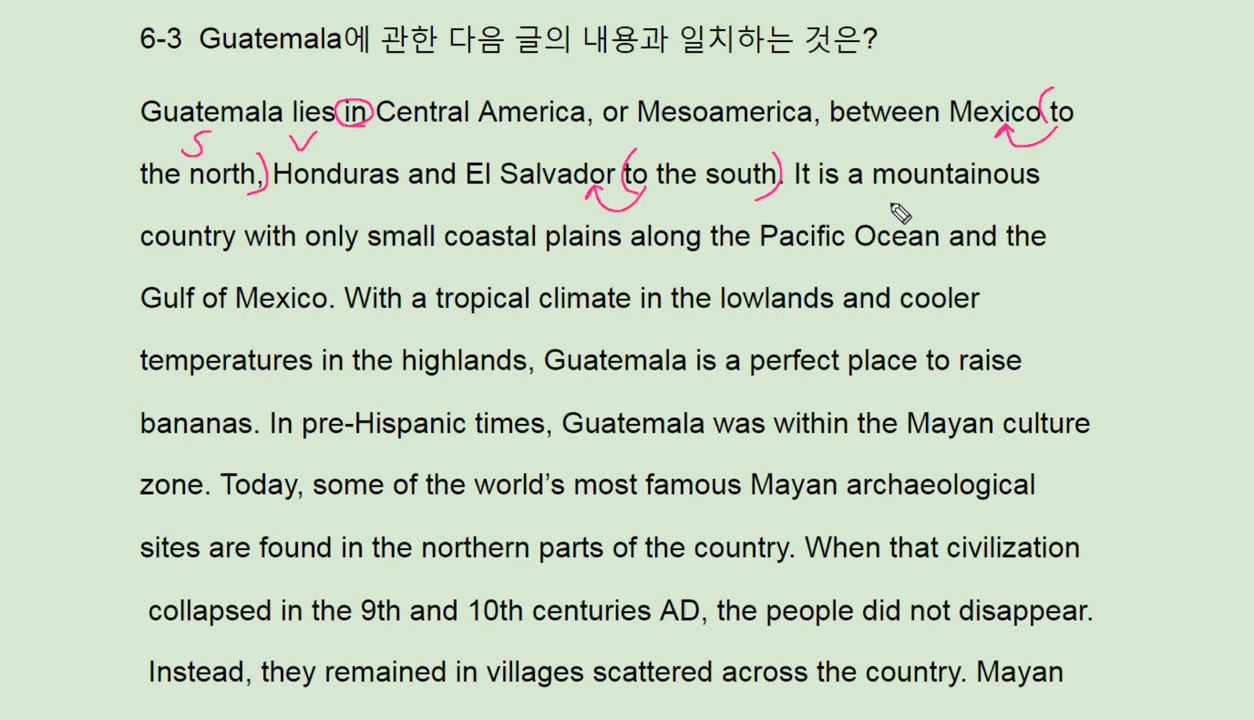 6-3 Guatemala에 관한 다음 글의 내용과 일치하는 것은?
Guatemala lies in Central America, or Mesoamerica, between Mexico to
S V
the north, Honduras and El Salvador to the south. It is a mountainous
country with only small coastal plains along the Pacific Ocean and the
Gulf of Mexico. With a tropical climate in the lowlands and cooler
temperatures in the highlands, Guatemala is a perfect place to raise
bananas. In pre-Hispanic times, Guatemala was within the Mayan culture
zone. Today, some of the world’s most famous Mayan archaeological
sites are found in the northern parts of the country. When that civilization
collapsed in the 9th and 10th centuries AD, the people did not disappear.
Instead, they remained in villages scattered across the country. Mayan